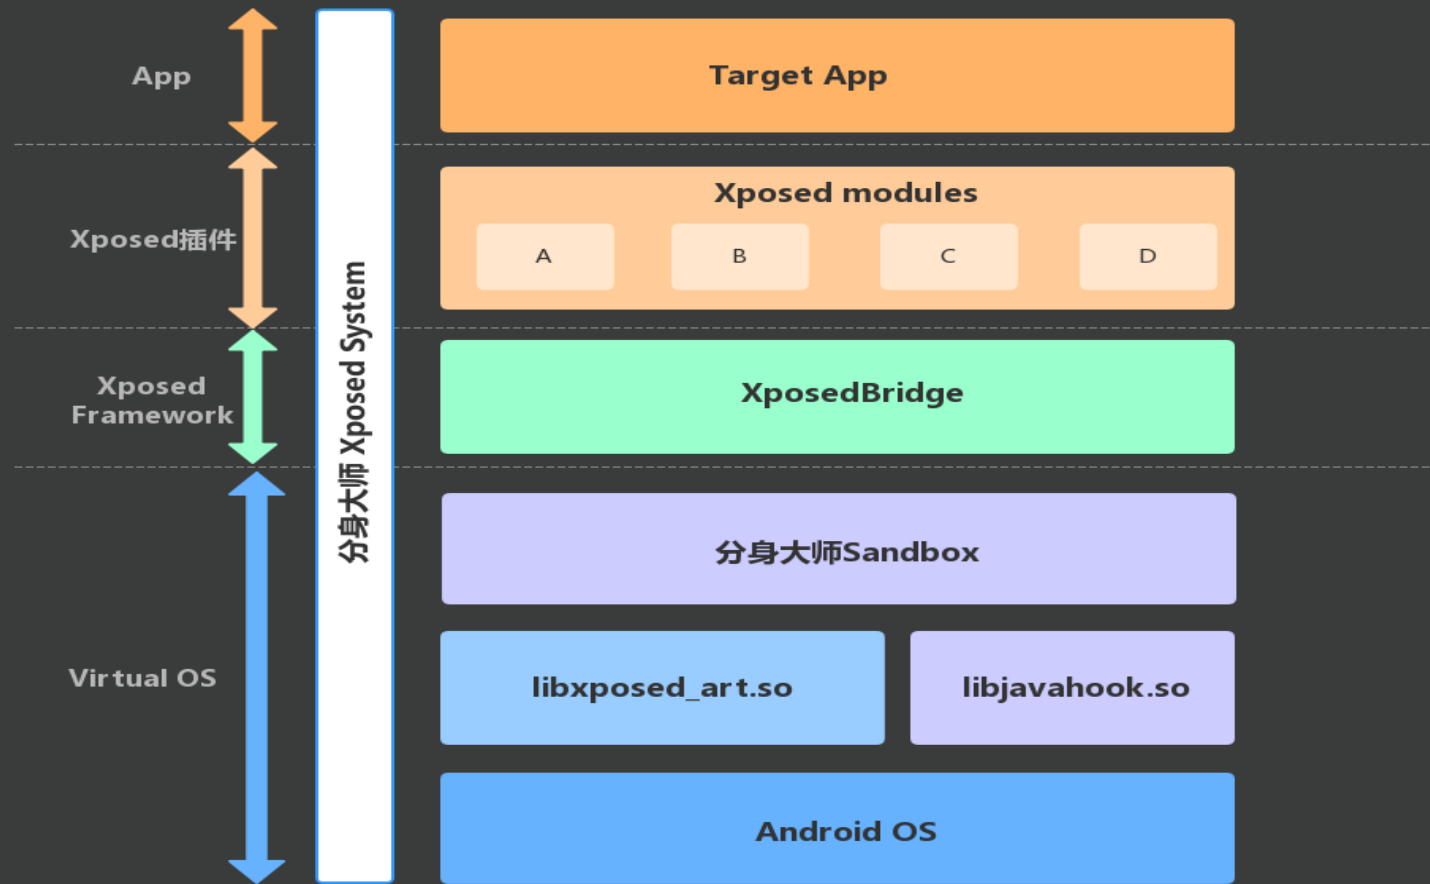 App
Target App
Xposed插件
Xposed modules
A
B
C
D
Xposed
Framework
XposedBridge
分身大师 Xposed System
分身大师Sandbox
Virtual OS
libxposed_art.so
libjavahook.so
Android OS